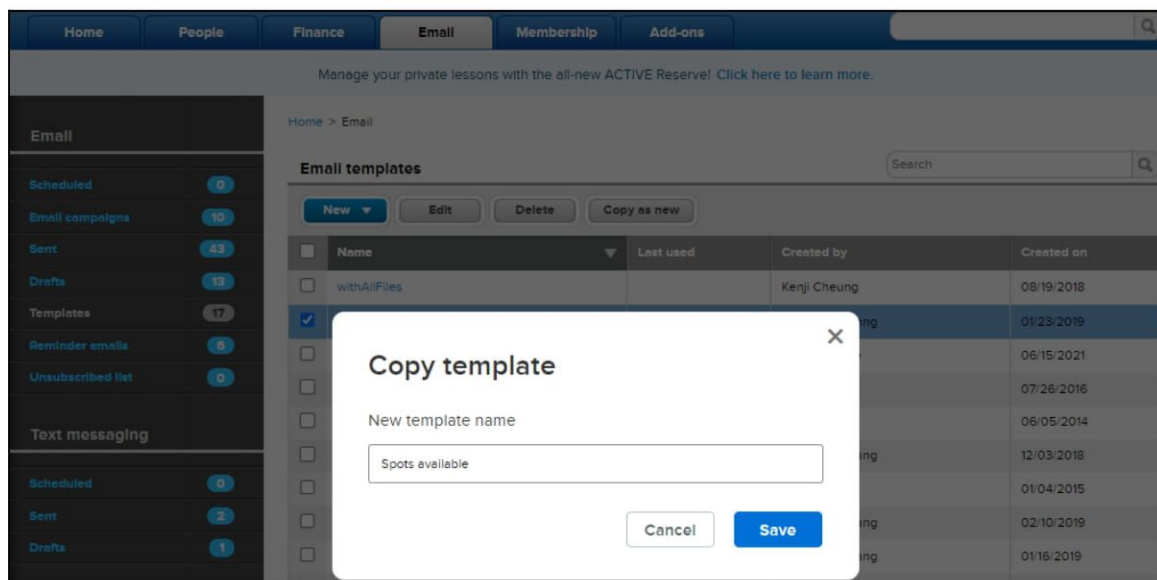 Home People Finance Email Membership Add-ons
Manage your private lessons with the all-new ACTIVE Reserve! Click here to learn more.
Email
Scheduled 0
Email campaigns 10
Sent 43
Drafts 13
Templates 17
Reminder emails 6
Unsubscribed list 0
Text messaging
Scheduled 0
Sent 2
Drafts 1
Home > Email
Email templates Search
New Edit Delete Copy as new
Name Last used Created by Created on
withAllFiles Kenji Cheung 08/19/2018
ng 01/23/2019
06/15/2021
07/26/2016
06/05/2014
ng 12/03/2018
01/04/2015
ng 02/10/2019
ng 01/16/2019
Copy template
New template name
Spots available
Cancel Save